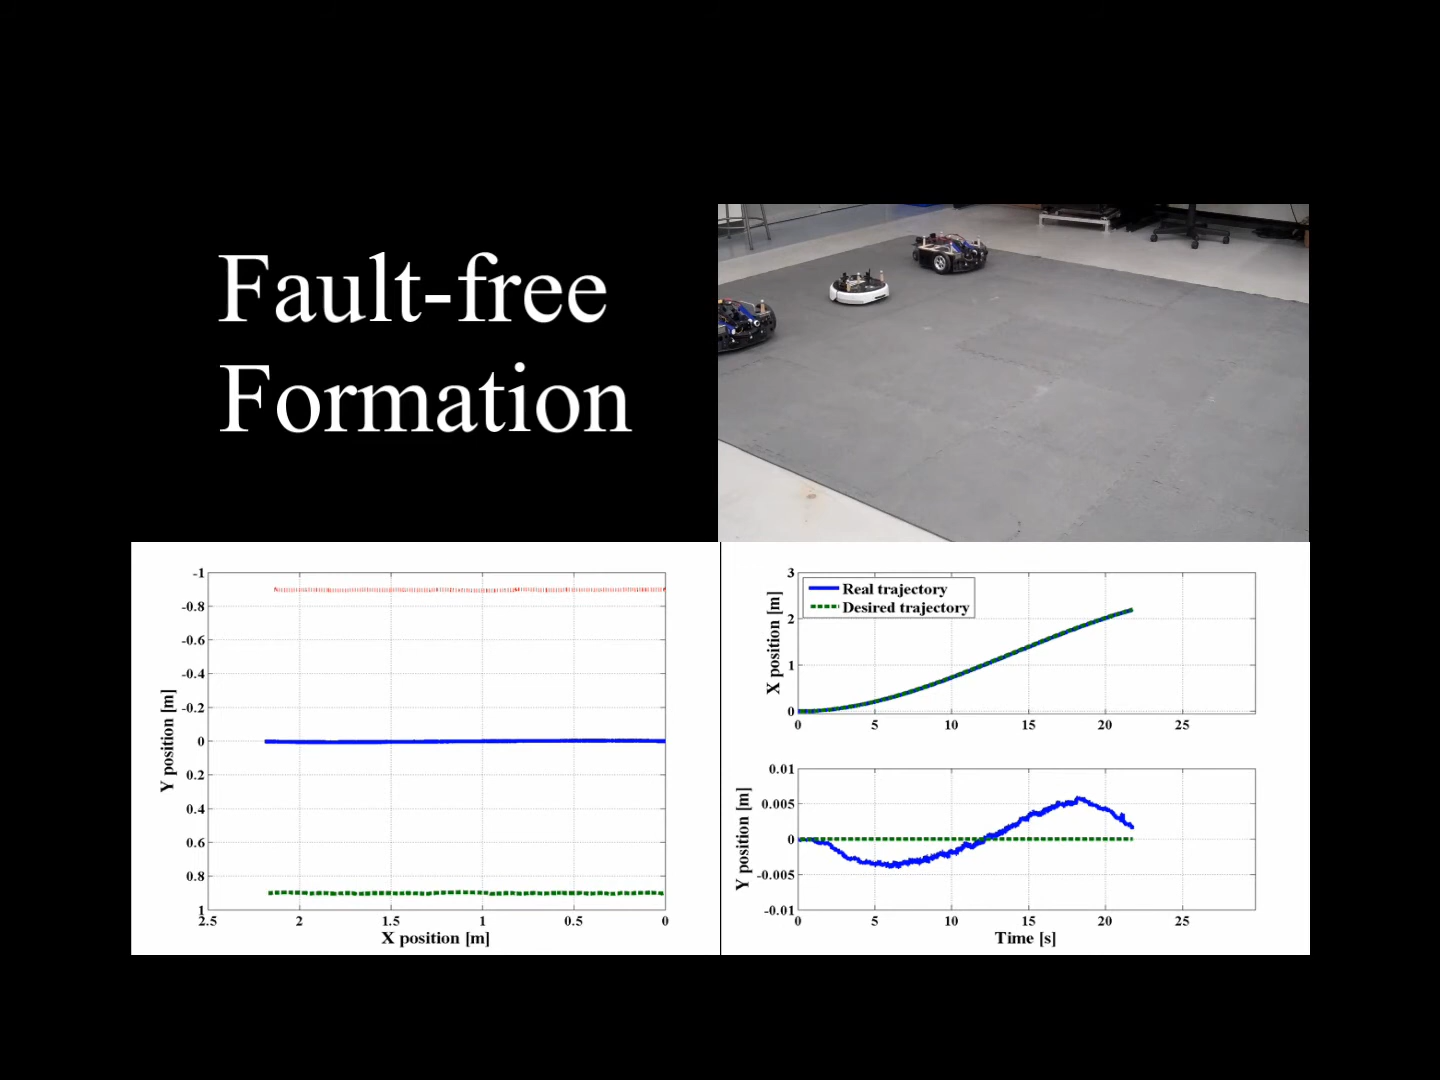 Fault-free
Formation
-1
-0.8
-0.6
-0.4
-0.2
0
0.2
0.4
0.6
0.8
1
Y position [m]
2.5 2 1.5 1 0.5 0
X position [m]
Real trajectory
Desired trajectory
3
2
1
0
X position [m]
0 5 10 15 20 25
0.01
0.005
0
-0.005
-0.01
Y position [m]
0 5 10 15 20 25
Time [s]